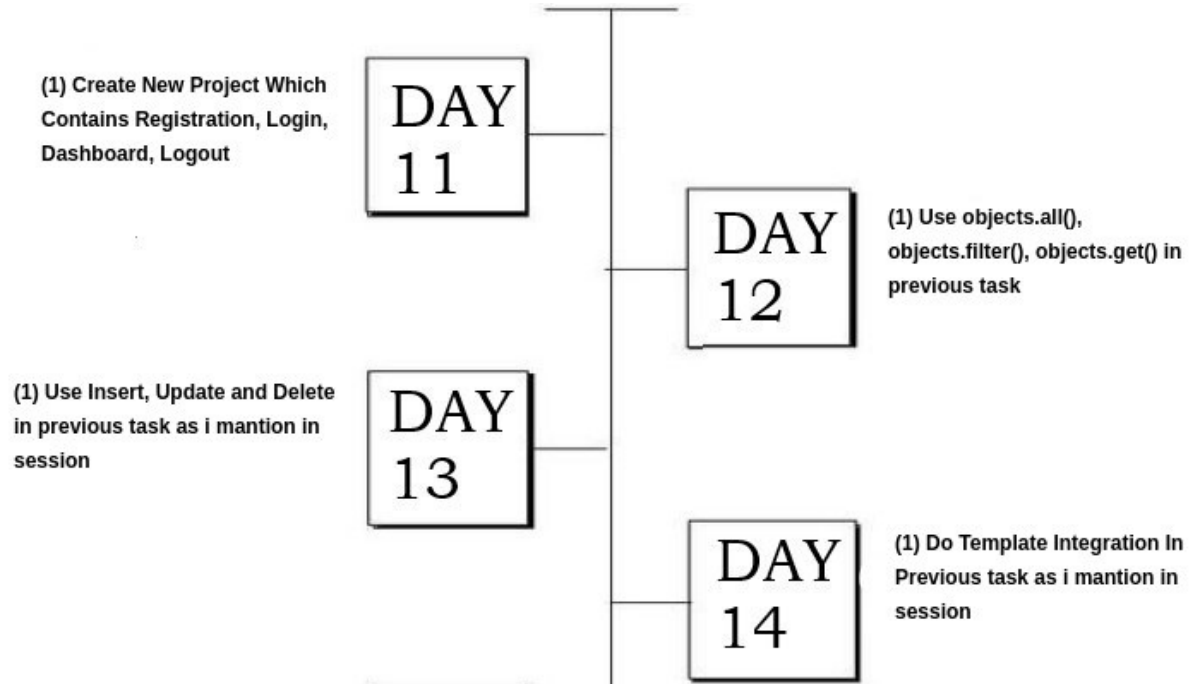 (1) Create New Project Which
Contains Registration, Login,
Dashboard, Logout
DAY
11
DAY
12
(1) Use objects.all(),
objects.filter(), objects.get() in
previous task
(1) Use Insert, Update and Delete
in previous task as i mantion in
session
DAY
13
DAY
14
(1) Do Template Integration In
Previous task as i mantion in
session